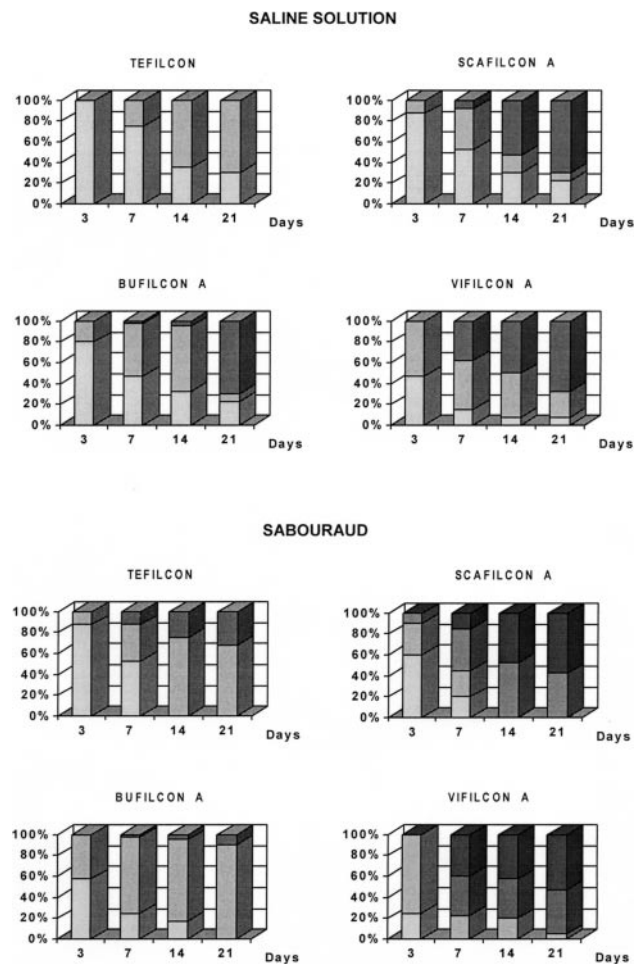 SALINE SOLUTION
TEFILCON
100%
80%
60%
40%
20%
0%
3 7 14 21 Days
SCAFILCON A
100%
80%
60%
40%
20%
0%
3 7 14 21 Days
BUFILCON A
100%
80%
60%
40%
20%
0%
3 7 14 21 Days
VIFILCON A
100%
80%
60%
40%
20%
0%
3 7 14 21 Days
SABOURAUD
TEFILCON
100%
80%
60%
40%
20%
0%
3 7 14 21 Days
SCAFILCON A
100%
80%
60%
40%
20%
0%
3 7 14 21 Days
BUFILCON A
100%
80%
60%
40%
20%
0%
3 7 14 21 Days
VIFILCON A
100%
80%
60%
40%
20%
0%
3 7 14 21 Days